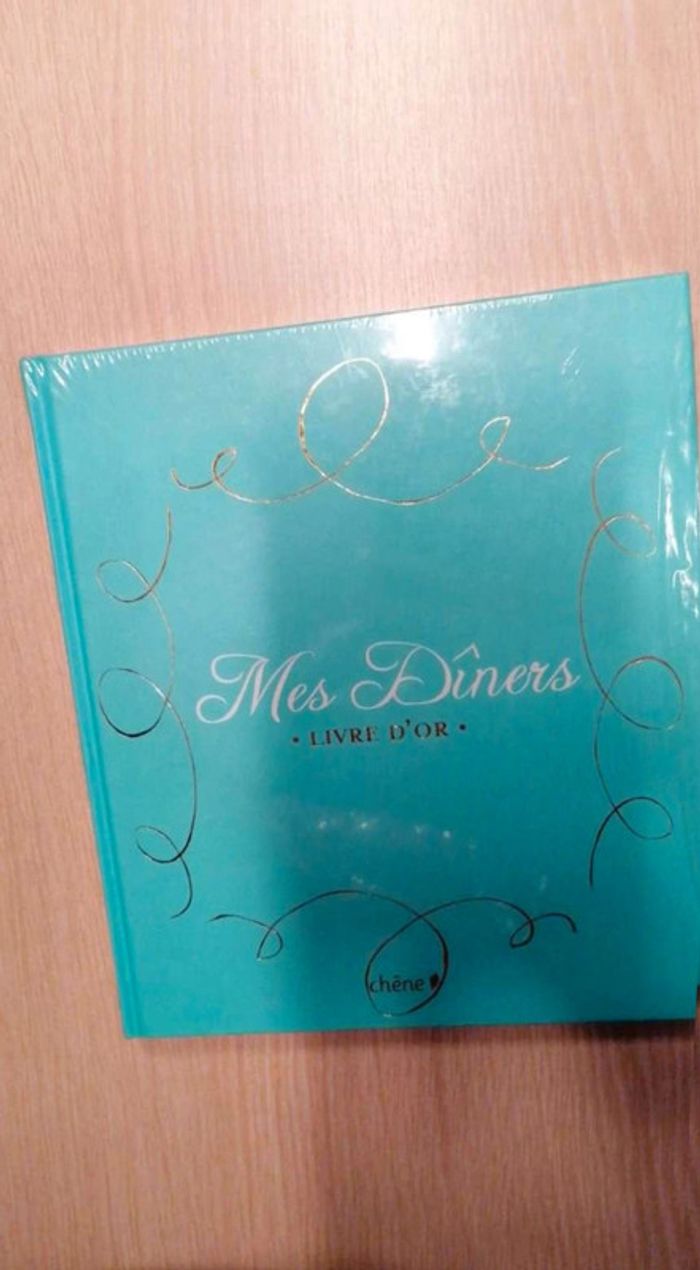 Mes Dîners
• LIVRE D'OR •
chêne